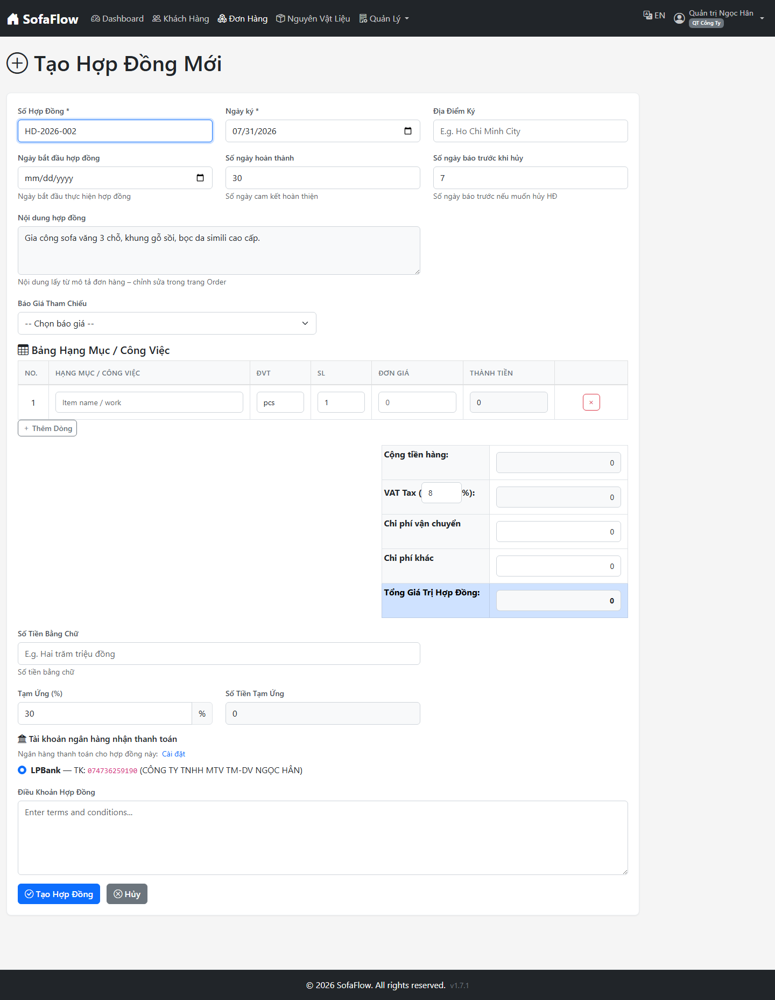 SofaFlow Dashboard Khách Hàng Đơn Hàng Nguyên Vật Liệu Quản Lý EN Quản trị Ngọc Hân
QT Công Ty
Tạo Hợp Đồng Mới
Số Hợp Đồng * Ngày ký * Địa Điểm Ký
HD-2026-002 07/31/2026 E.g. Ho Chi Minh City
Ngày bắt đầu hợp đồng Số ngày hoàn thành Số ngày báo trước khi hủy
mm/dd/yyyy 30 7
Ngày bắt đầu thực hiện hợp đồng Số ngày cam kết hoàn thiện Số ngày báo trước nếu muốn hủy HĐ
Nội dung hợp đồng
Gia công sofa văng 3 chỗ, khung gỗ sồi, bọc da simili cao cấp.
Nội dung lấy từ mô tả đơn hàng – chỉnh sửa trong trang Order
Báo Giá Tham Chiếu
-- Chọn báo giá --
Bảng Hạng Mục / Công Việc
NO. HẠNG MỤC / CÔNG VIỆC ĐVT SL ĐƠN GIÁ THÀNH TIỀN
1 Item name / work pcs 1 0 0 ×
+ Thêm Dòng
Cộng tiền hàng: 0
VAT Tax ( 8 %): 0
Chi phí vận chuyển 0
Chi phí khác 0
Tổng Giá Trị Hợp Đồng: 0
Số Tiền Bằng Chữ
E.g. Hai trăm triệu đồng
Số tiền bằng chữ
Tạm Ứng (%) Số Tiền Tạm Ứng
30 % 0
Tài khoản ngân hàng nhận thanh toán
Ngân hàng thanh toán cho hợp đồng này: Cài đặt
LPBank — TK: 074736259190 (CÔNG TY TNHH MTV TM-DV NGỌC HÂN)
Điều Khoản Hợp Đồng
Enter terms and conditions...
Tạo Hợp Đồng Hủy
© 2026 SofaFlow. All rights reserved. v1.7.1